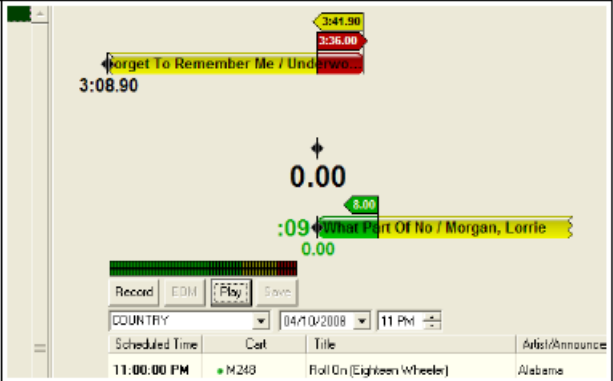 3:41.90
3:36.00
orget To Remember Me / Underwo...
3:08.90
0.00
8.00
:09 What Part Of No / Morgan, Lorrie
0.00
Record EOM Play Save
COUNTRY 04/10/2008 11 PM
Scheduled Time Cart Title Artist/Announce
11:00:00 PM M248 Roll On (Eighteen Wheeler) Alabama